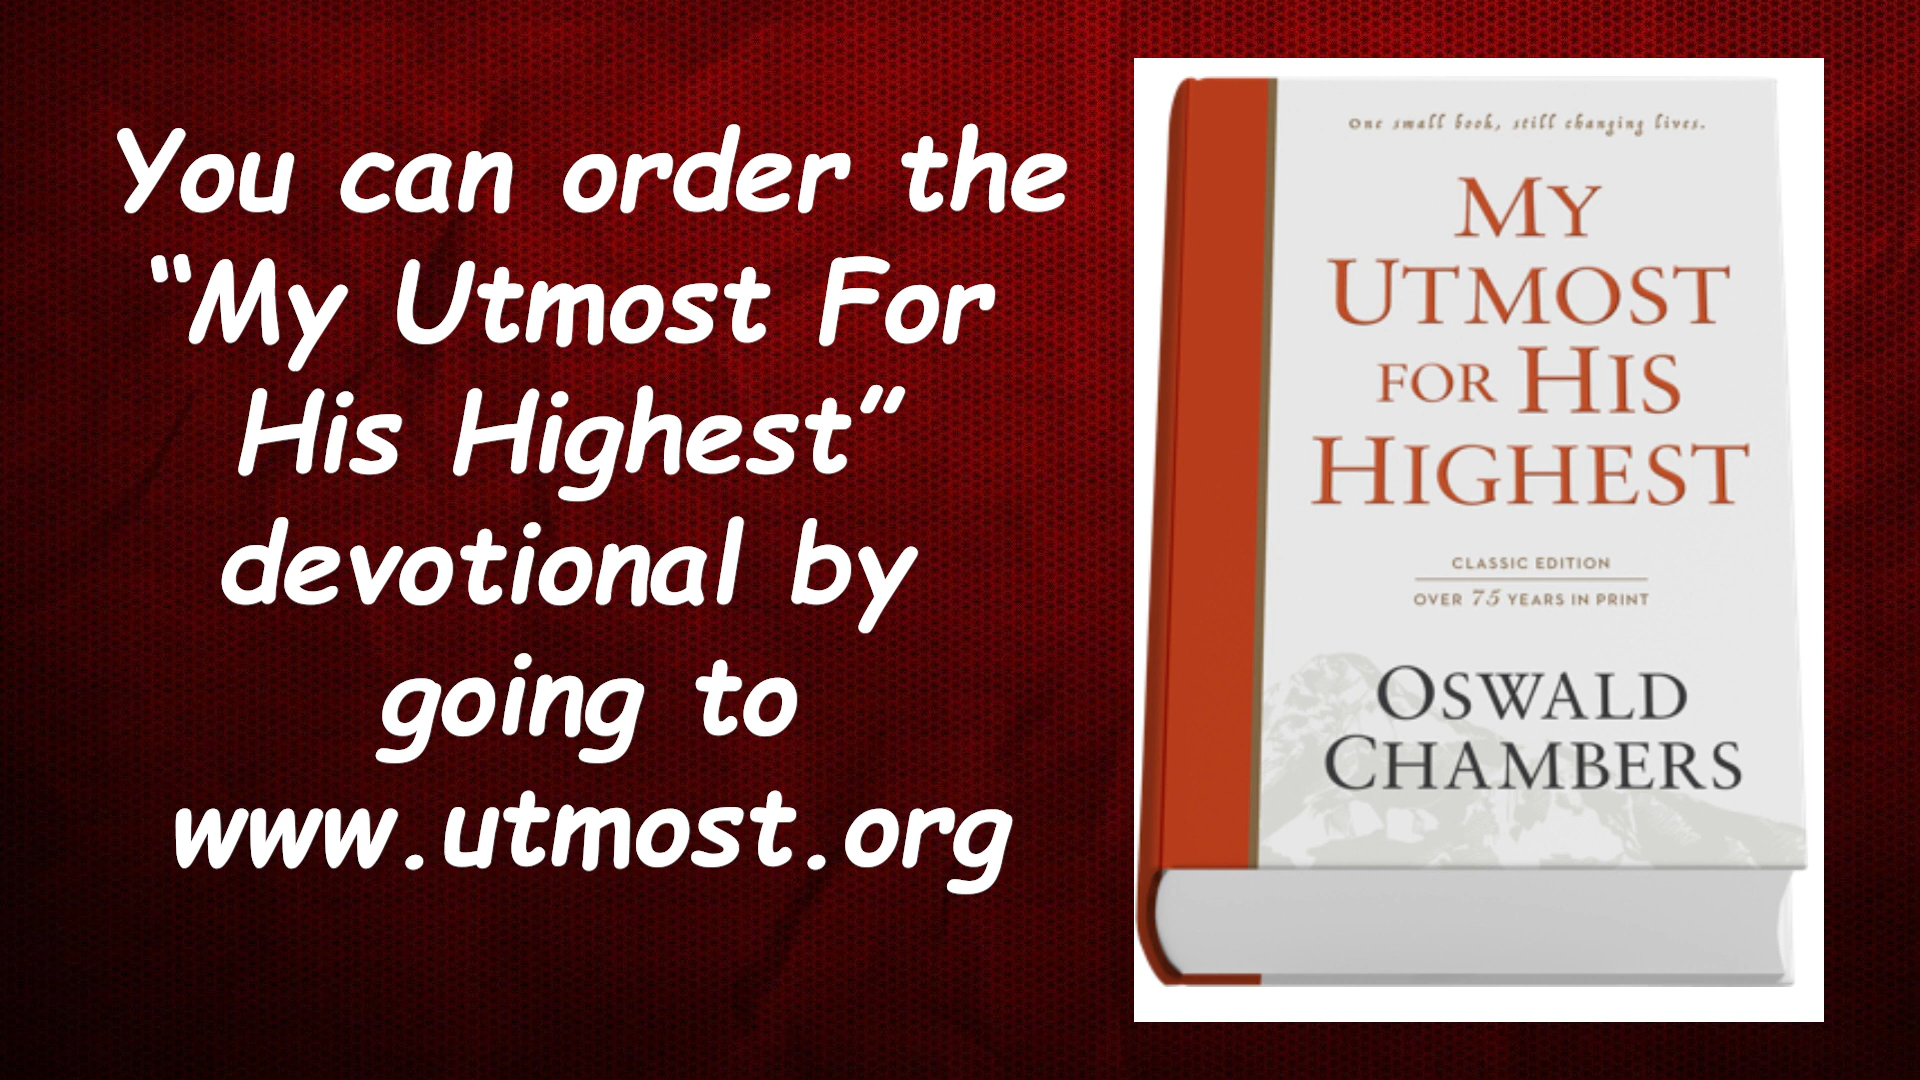 You can order the
“My Utmost For
His Highest”
devotional by
going to
www.utmost.org
One small book, still changing lives.
MY
UTMOST
FOR HIS
HIGHEST
CLASSIC EDITION
OVER 75 YEARS IN PRINT
OSWALD
CHAMBERS